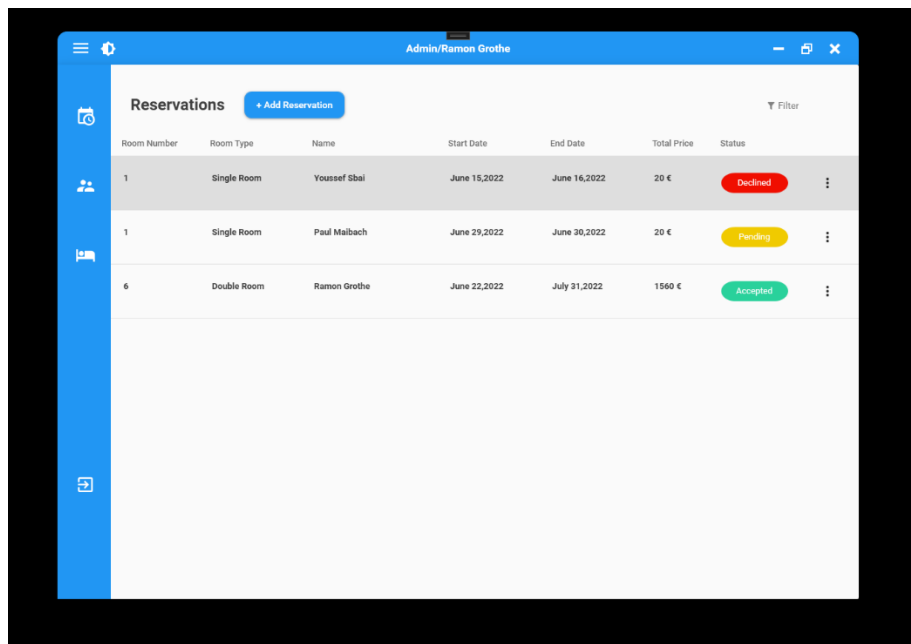 Admin/Ramon Grothe
Reservations + Add Reservation Filter
Room Number Room Type Name Start Date End Date Total Price Status
1 Single Room Youssef Sbai June 15,2022 June 16,2022 20 € Declined
1 Single Room Paul Maibach June 29,2022 June 30,2022 20 € Pending
6 Double Room Ramon Grothe June 22,2022 July 31,2022 1560 € Accepted